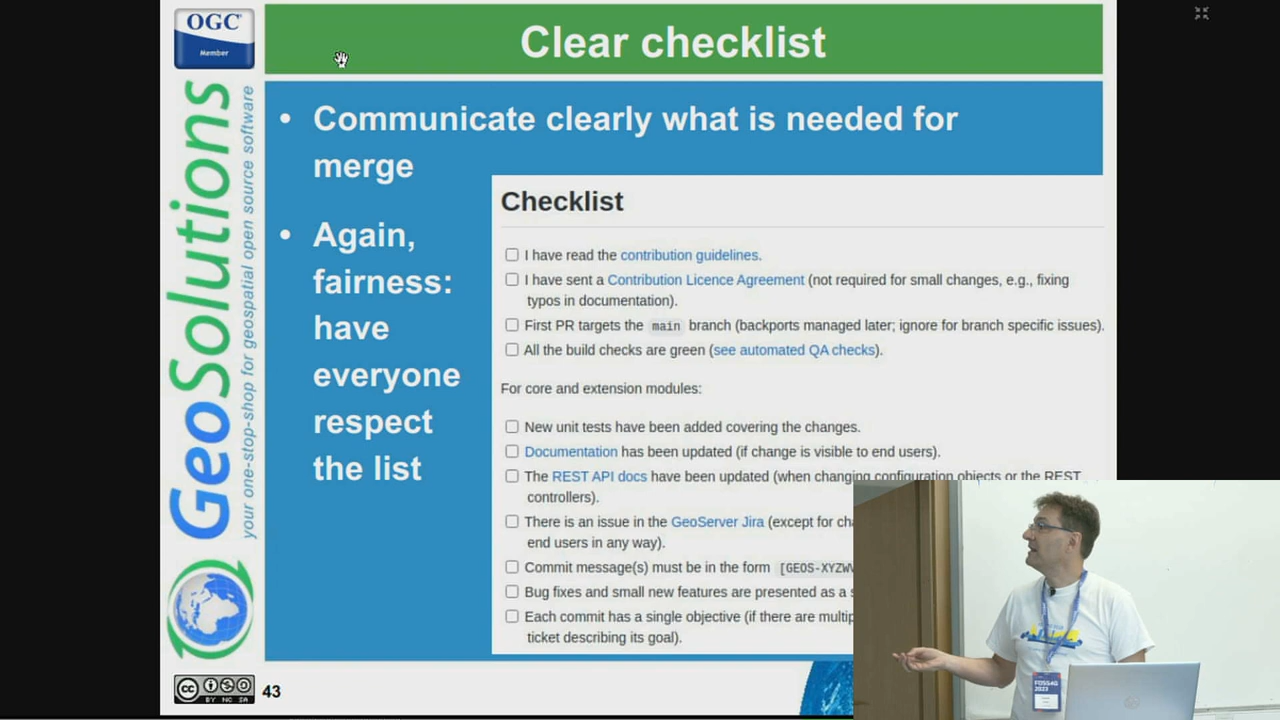 OGC
Member
GeoSolutions
your one-stop-shop for geospatial open source software
Clear checklist
• Communicate clearly what is needed for
merge
• Again,
fairness:
have
everyone
respect
the list
Checklist
I have read the contribution guidelines.
I have sent a Contribution Licence Agreement (not required for small changes, e.g., fixing
typos in documentation).
First PR targets the main branch (backports managed later; ignore for branch specific issues).
All the build checks are green (see automated QA checks).
For core and extension modules:
New unit tests have been added covering the changes.
Documentation has been updated (if change is visible to end users).
The REST API docs have been updated (when changing configuration objects or the REST
controllers).
There is an issue in the GeoServer Jira (except for
end users in any way).
Commit message(s) must be in the form
Bug fixes and small new features are presented as a
Each commit has a single objective (if there are
ticket describing its goal).
CC BY NC SA
43
FOSS4G
2023